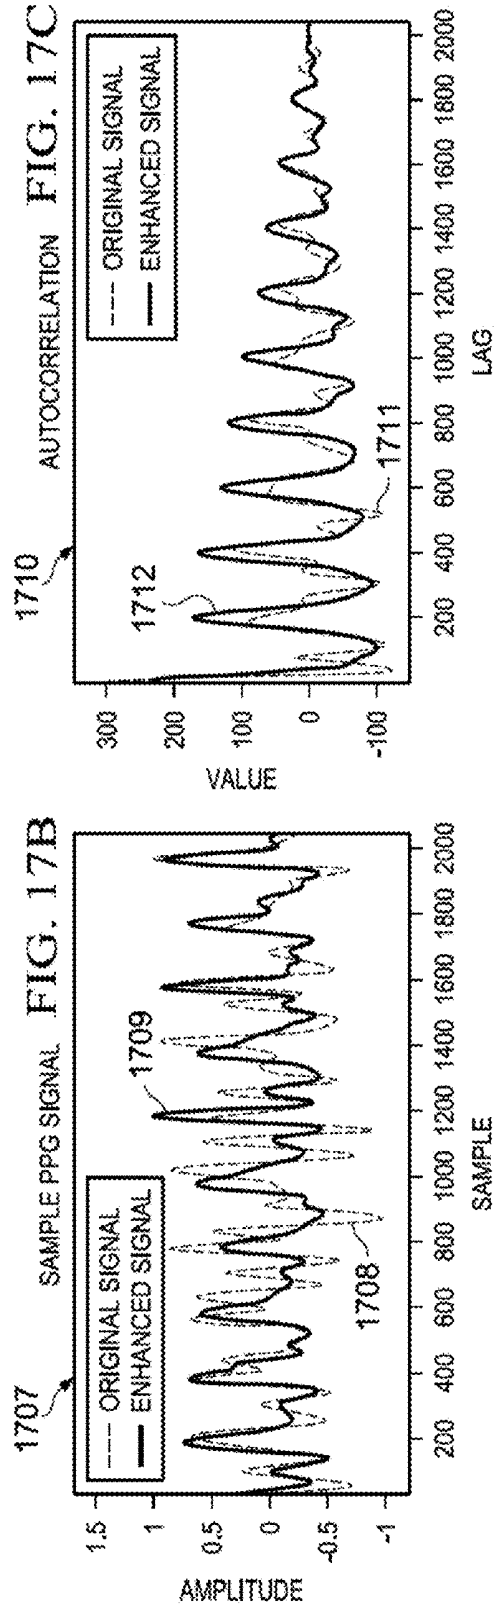 1707
SAMPLE PPG SIGNAL FIG. 17B
ORIGINAL SIGNAL
ENHANCED SIGNAL
1709
1708
1.5
1
0.5
0
-0.5
-1
AMPLITUDE
200 400 600 800 1000 1200 1400 1600 1800 2000
SAMPLE
1710
AUTOCORRELATION FIG. 17C
ORIGINAL SIGNAL
ENHANCED SIGNAL
1712
1711
300
200
100
0
-100
VALUE
200 400 600 800 1000 1200 1400 1600 1800 2000
LAG